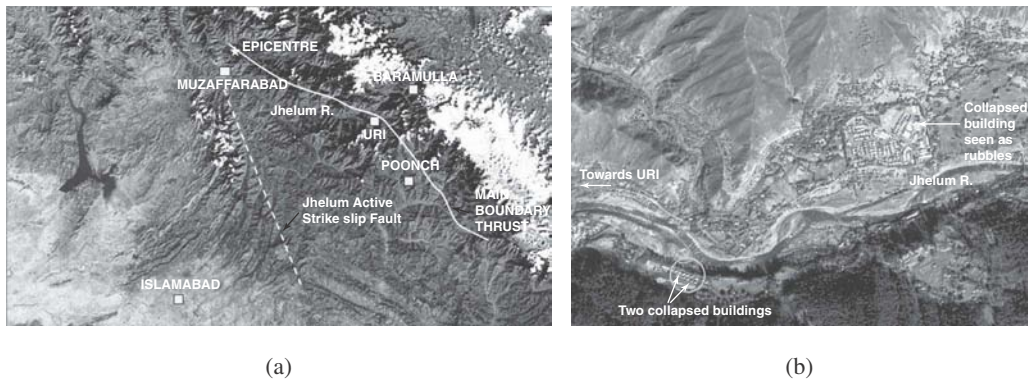 EPICENTRE
MUZAFFARABAD
BARAMULLA
Jhelum R.
URI
POONCH
MAIN
BOUNDARY
THRUST
Jhelum Active
Strike slip Fault
ISLAMABAD
(a)
Collapsed
building
seen as
rubbles
Towards URI
Jhelum R.
Two collapsed buildings
(b)